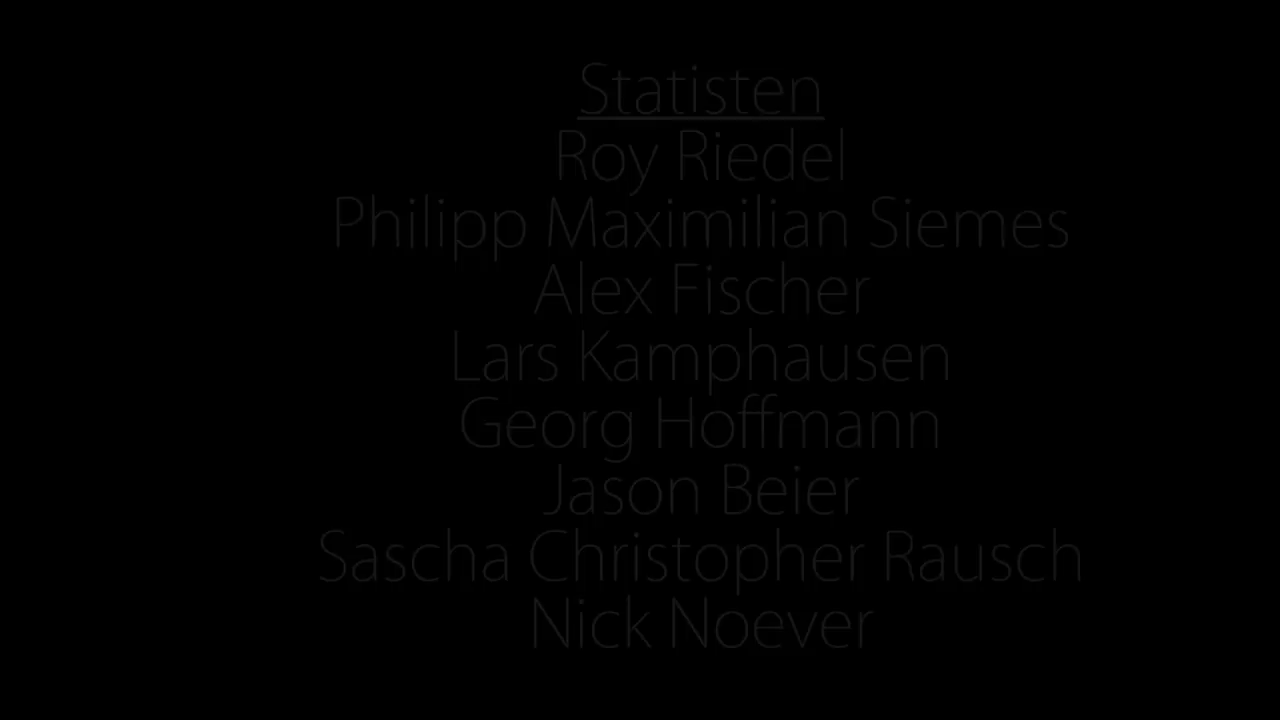 Statisten
Roy Riedel
Philipp Maximilian Siemes
Alex Fischer
Lars Kamphausen
Georg Hoffmann
Jason Beier
Sascha Christopher Rausch
Nick Noever